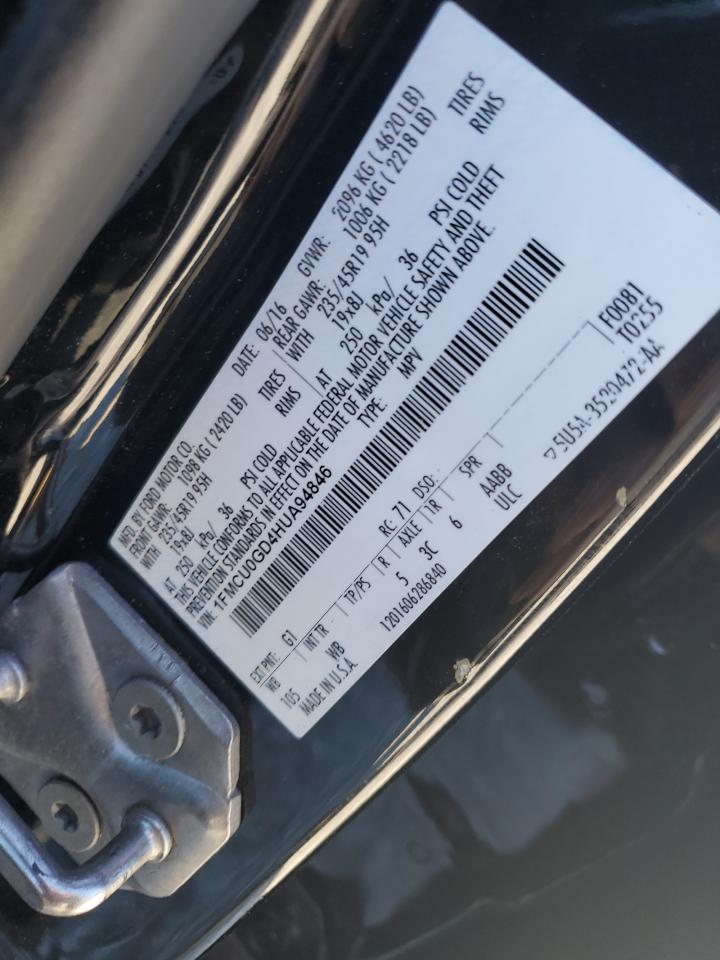 MFD. BY FORD MOTOR CO.
DATE: 06/16 GVWR: 2096 KG ( 4620 LB)
FRONT GAWR: 1098 KG ( 2420 LB) REAR GAWR: 1006 KG ( 2218 LB)
WITH 235/45R19 95H TIRES WITH 235/45R19 95H TIRES
19x8J RIMS 19x8J RIMS
AT 250 kPa/ 36 PSI COLD AT 250 kPa/ 36 PSI COLD
THIS VEHICLE CONFORMS TO ALL APPLICABLE FEDERAL MOTOR VEHICLE SAFETY AND THEFT
PREVENTION STANDARDS IN EFFECT ON THE DATE OF MANUFACTURE SHOWN ABOVE.
VIN: 1FMCU0GD4HUA94846 TYPE: MPV
EXT PNT: G1 RC: 71 DSO: F0081
WB INT TR TP/PS R AXLE TR SPR T0255
105 WB 5 3C 6 AABB
MADE IN U.S.A. 1201606286840 ULC
5U5A-3520472-AA